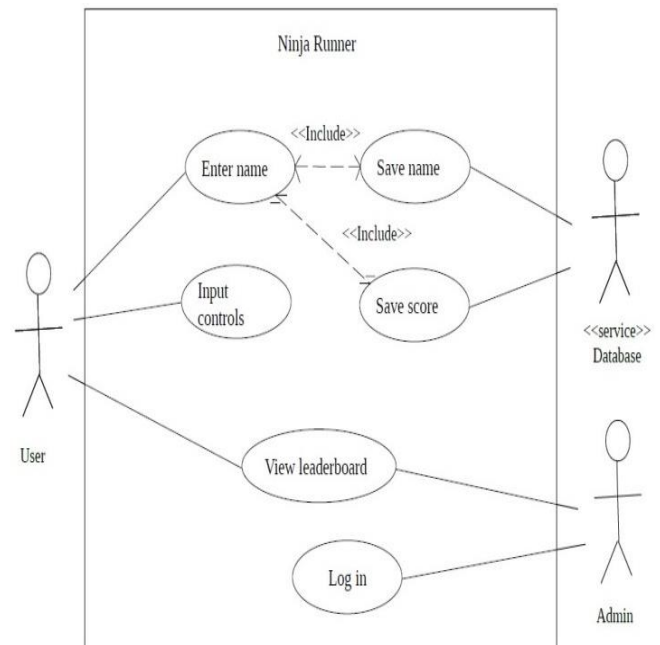 Ninja Runner
<<Include>>
Enter name
Save name
<<Include>>
Input
controls
Save score
<<service>>
Database
User
View leaderboard
Log in
Admin